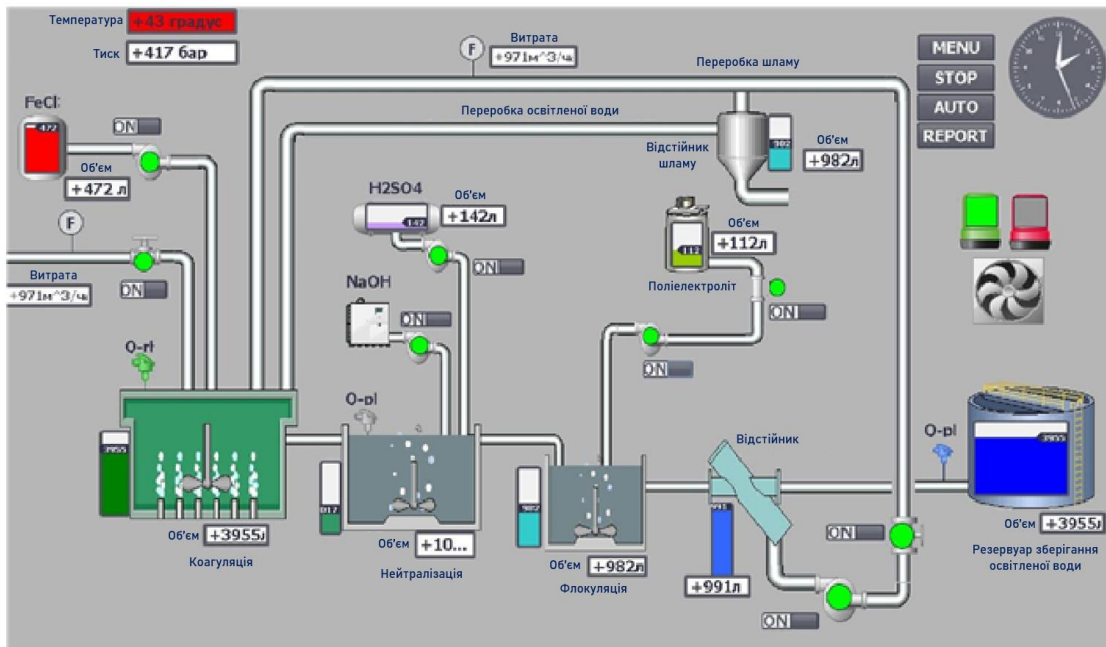 Температура
+43 градус
Тиск
+417 бар
F
Витрата
+971м^3/ч
Переробка шламу
MENU
STOP
AUTO
REPORT
FeCl
472
ON
Об'єм
+472 л
Переробка освітленої води
Відстійник
шламу
982
Об'єм
+982л
H2SO4
142
Об'єм
+142л
ON
112
Об'єм
+112л
Поліелектроліт
ON
F
Витрата
+971м^3/ч
ON
NaOH
ON
ON
Q-pl
Q-pl
3955
Об'єм
+3955л
Коагуляція
Об'єм
+10...
Нейтралізація
982
Об'єм
+982л
Флокуляція
Відстійник
991
+991л
ON
ON
3955
Об'єм
+3955л
Резервуар зберігання
освітленої води